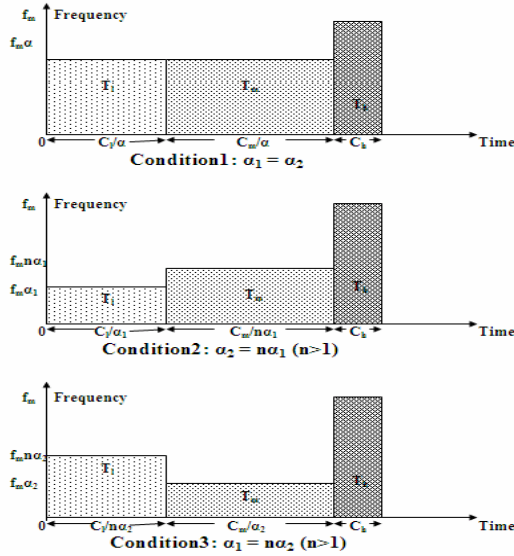 fm Frequency
fmα
Tl Tm Th
0 Time
Cl/α Cm/α Ch
Condition1: α1 = α2
fm Frequency
fmnα1
fmα1
Tl Tm Th
0 Time
Cl/α1 Cm/nα1 Ch
Condition2: α2 = nα1 (n>1)
fm Frequency
fmnα2
fmα2
Tl Tm Th
0 Time
Cl/nα2 Cm/α2 Ch
Condition3: α1 = nα2 (n>1)